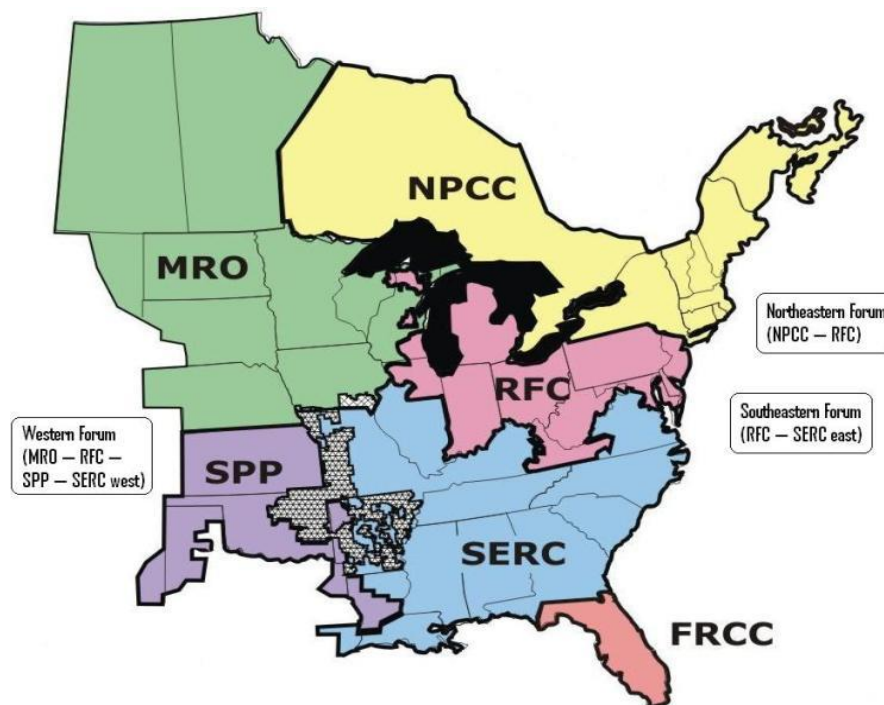 NPCC
MRO
Northeastern Forum
(NPCC – RFC)
RFC
Southeastern Forum
(RFC – SERC east)
Western Forum
(MRO – RFC –
SPP – SERC west)
SPP
SERC
FRCC